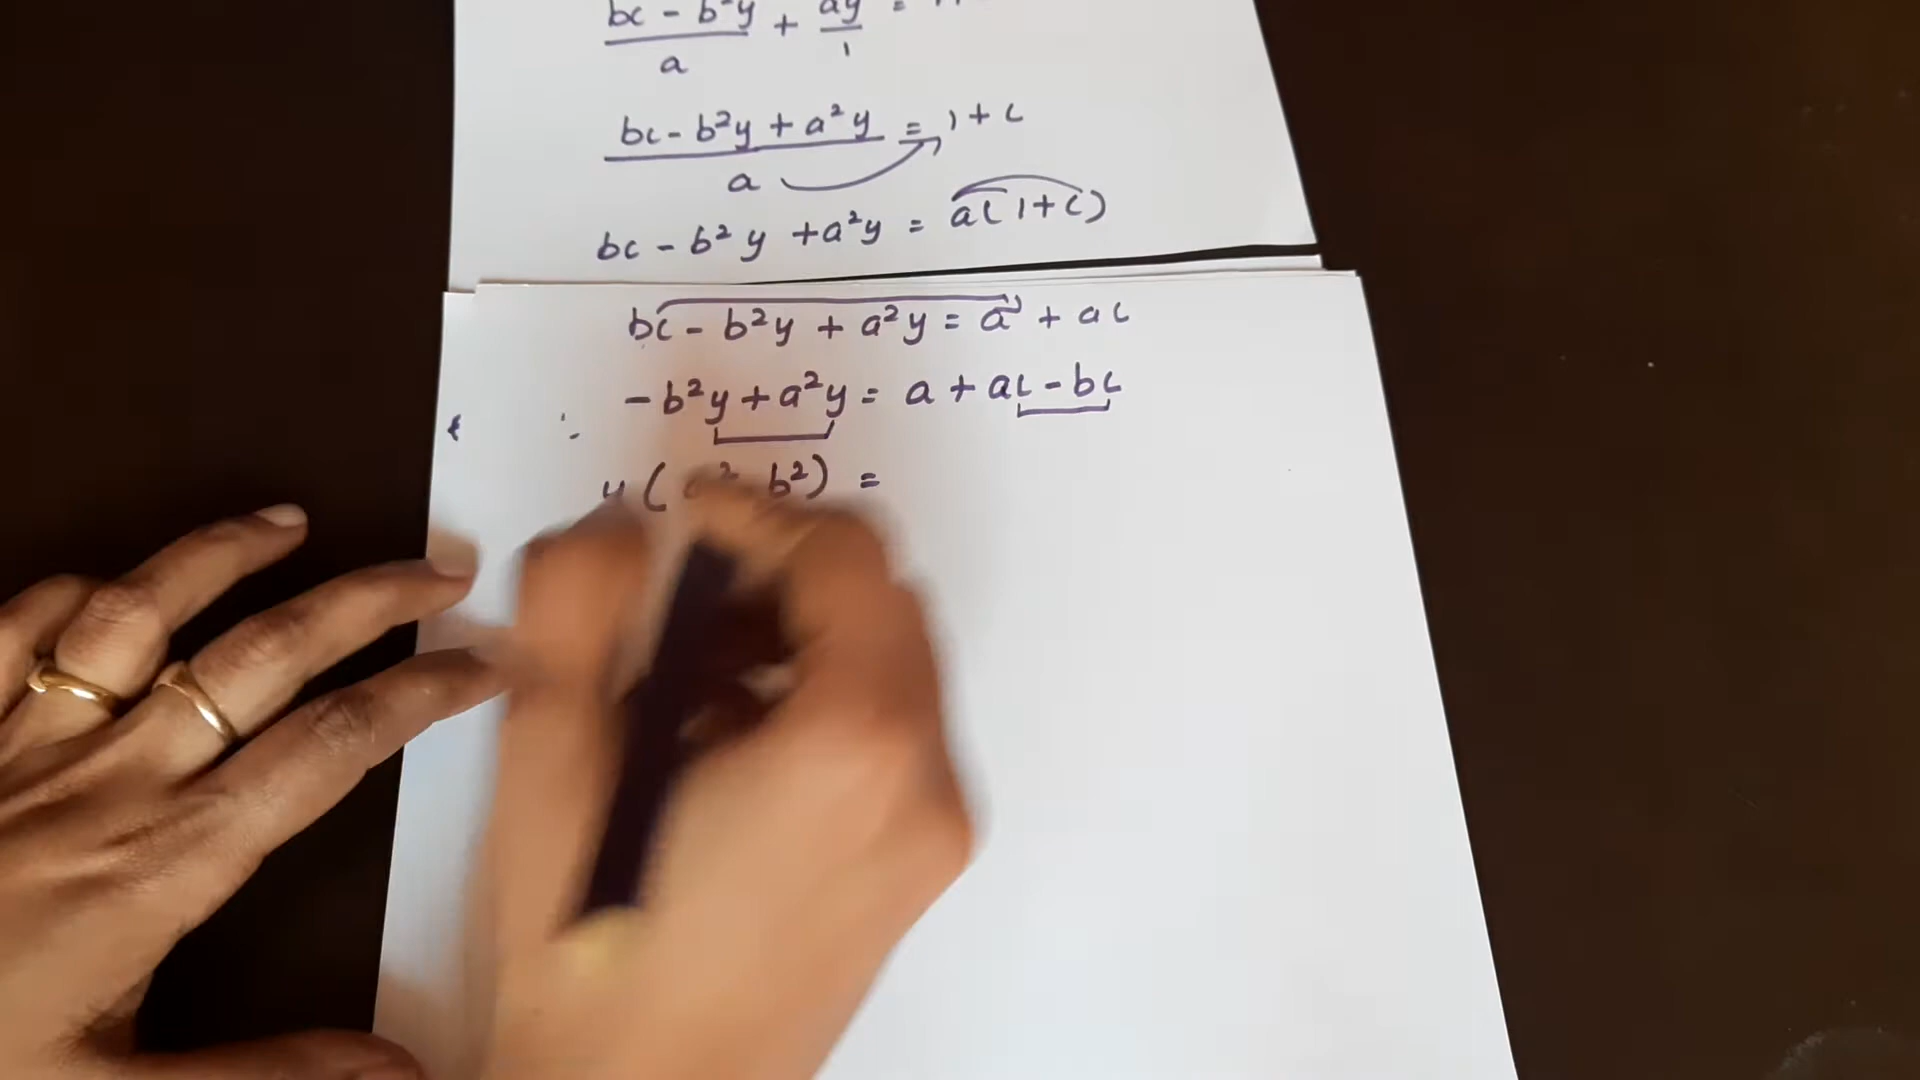 bc - b²y + ay =
a 1
bc - b²y + a²y = 1 + c
a
bc - b²y + a²y = a(1+c)
bc - b²y + a²y = a + ac
-b²y + a²y = a + ac - bc
y(a² b²) =